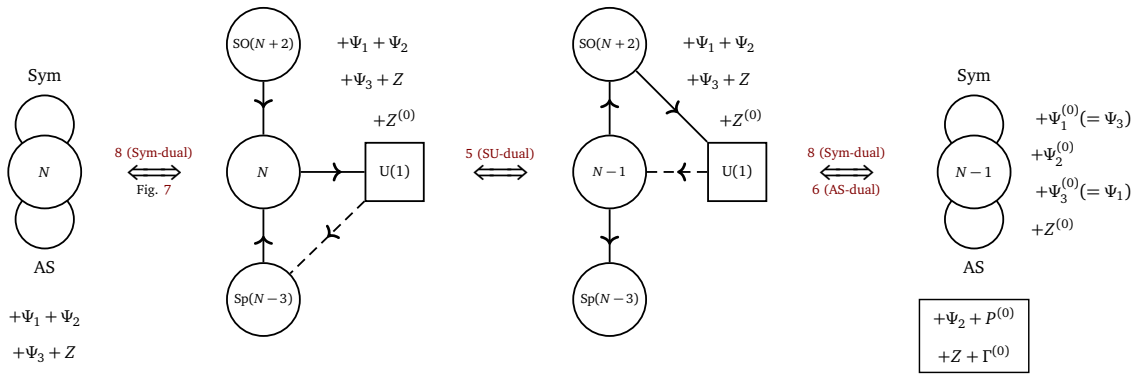 Sym
N
AS
+Ψ₁ + Ψ₂
+Ψ₃ + Z
8 (Sym-dual)
Fig. 7
SO(N + 2)
N
Sp(N − 3)
U(1)
+Ψ₁ + Ψ₂
+Ψ₃ + Z
+Z⁽⁰⁾
5 (SU-dual)
SO(N + 2)
N − 1
Sp(N − 3)
U(1)
+Ψ₁ + Ψ₂
+Ψ₃ + Z
+Z⁽⁰⁾
8 (Sym-dual)
6 (AS-dual)
Sym
N − 1
AS
+Ψ₁⁽⁰⁾(= Ψ₃)
+Ψ₂⁽⁰⁾
+Ψ₃⁽⁰⁾(= Ψ₁)
+Z⁽⁰⁾
+Ψ₂ + P⁽⁰⁾
+Z + Γ⁽⁰⁾